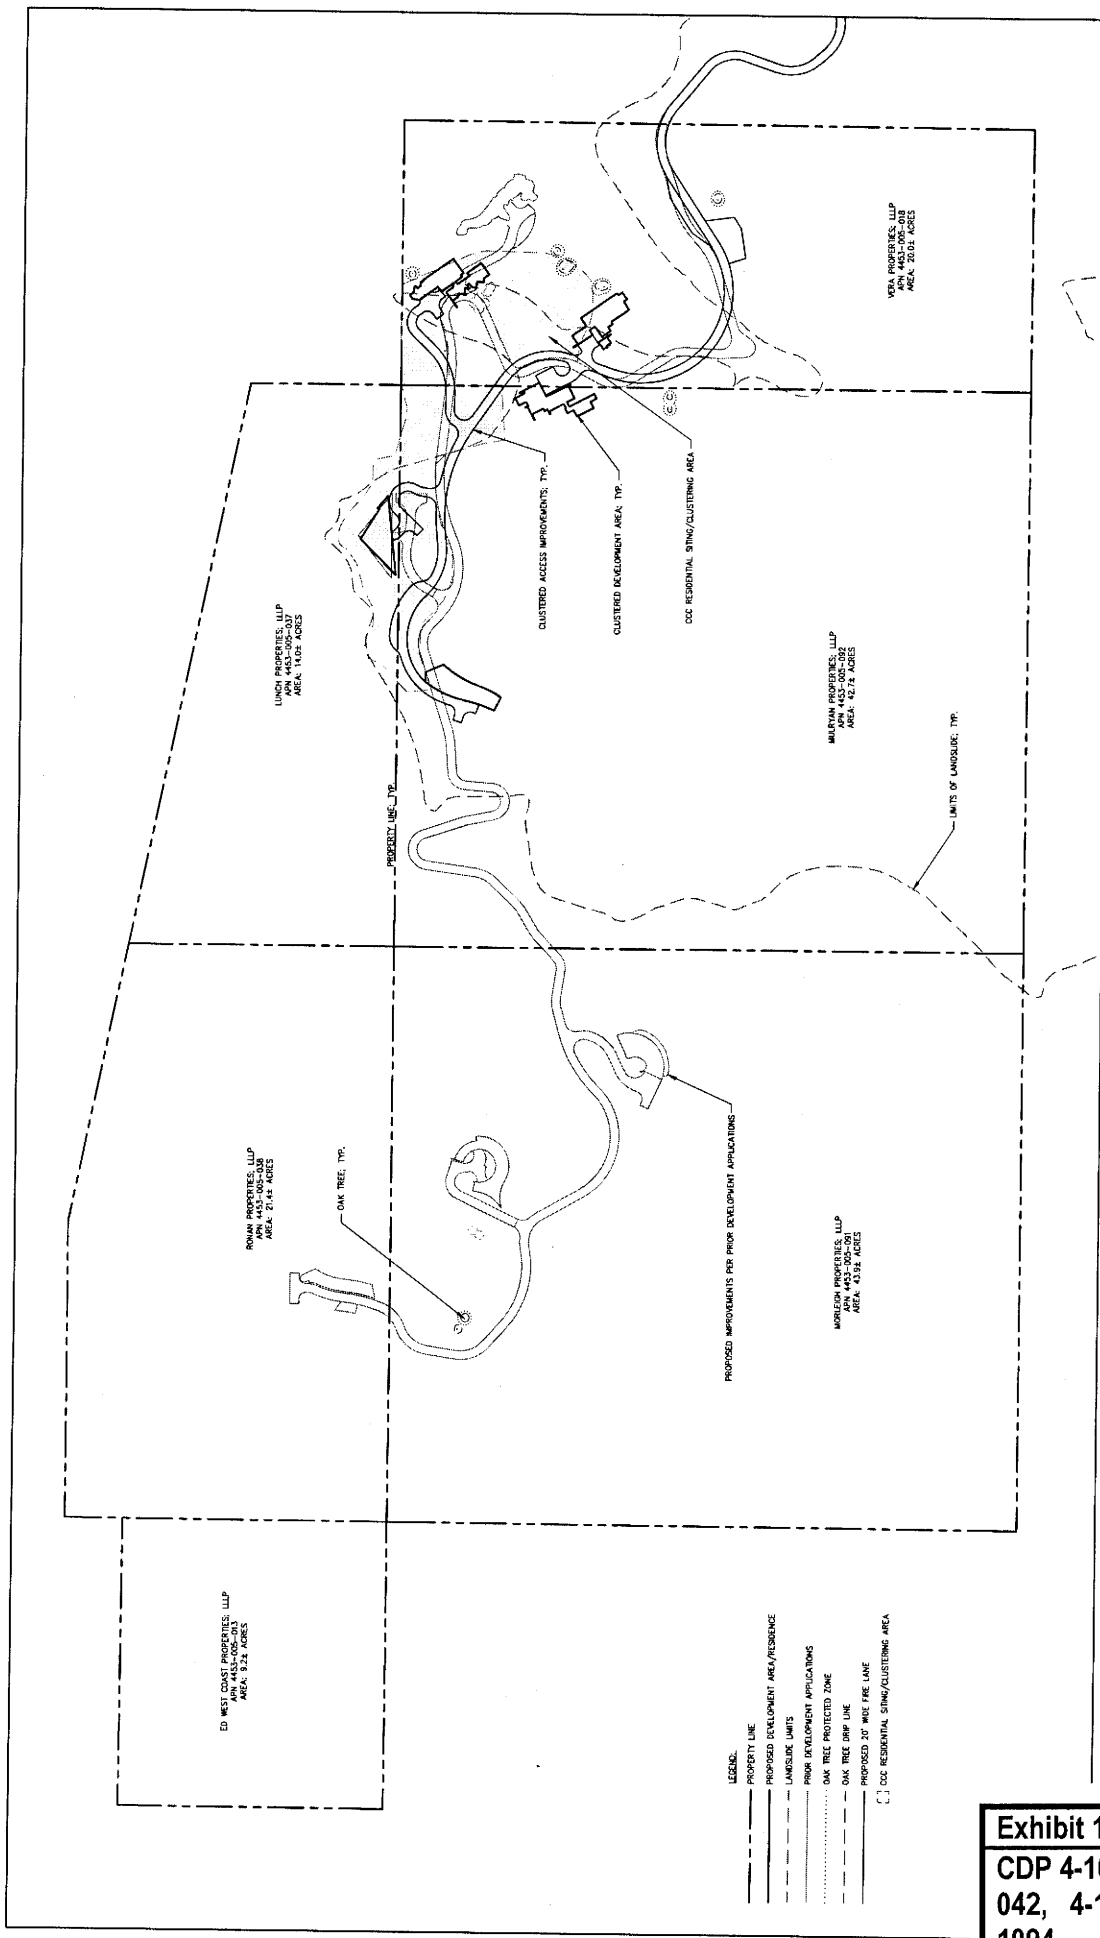 VERA PROPERTIES; LLLP
APN 4453-005-018
AREA: 20.0± ACRES
LUNCH PROPERTIES; LLLP
APN 4453-005-037
AREA: 14.0± ACRES
CLUSTERED ACCESS IMPROVEMENTS; TYP.
CLUSTERED DEVELOPMENT AREA; TYP.
CCC RESIDENTIAL SITING/CLUSTERING AREA
MULRYAN PROPERTIES; LLLP
APN 4453-005-092
AREA: 42.7± ACRES
PROPERTY LINE; TYP.
LIMITS OF LANDSLIDE; TYP.
RONAN PROPERTIES; LLLP
APN 4453-005-038
AREA: 21.4± ACRES
OAK TREE; TYP.
PROPOSED IMPROVEMENTS PER PRIOR DEVELOPMENT APPLICATIONS
MORLEIGH PROPERTIES; LLLP
APN 4453-005-091
AREA: 43.9± ACRES
ED WEST COAST PROPERTIES; LLLP
APN 4453-005-013
AREA: 9.2± ACRES
LEGEND:
PROPERTY LINE
PROPOSED DEVELOPMENT AREA/RESIDENCE
LANDSLIDE LIMITS
PRIOR DEVELOPMENT APPLICATIONS
OAK TREE PROTECTED ZONE
OAK TREE DRIP LINE
PROPOSED 20' WIDE FIRE LANE
CCC RESIDENTIAL SITING/CLUSTERING AREA
Exhibit 1
CDP 4-10
042, 4-1